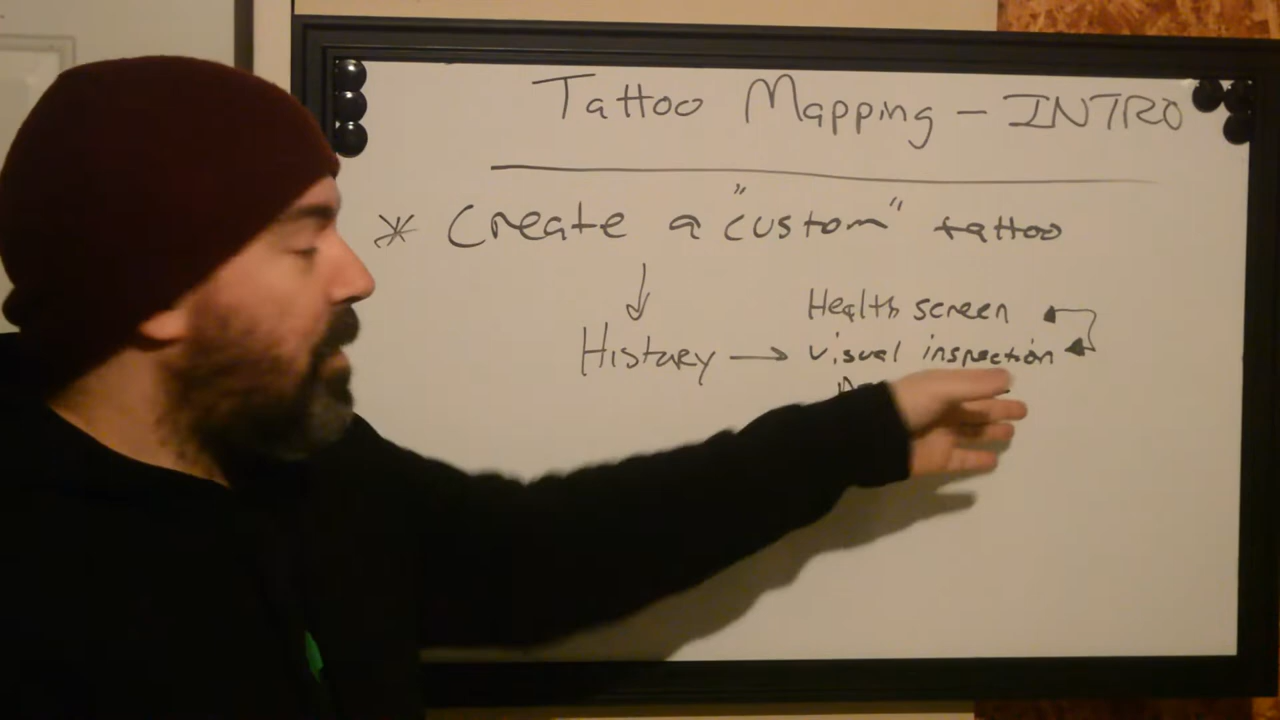 Tattoo Mapping - INTRO
* Create a "custom" tattoo
Health screen
History → visual inspection